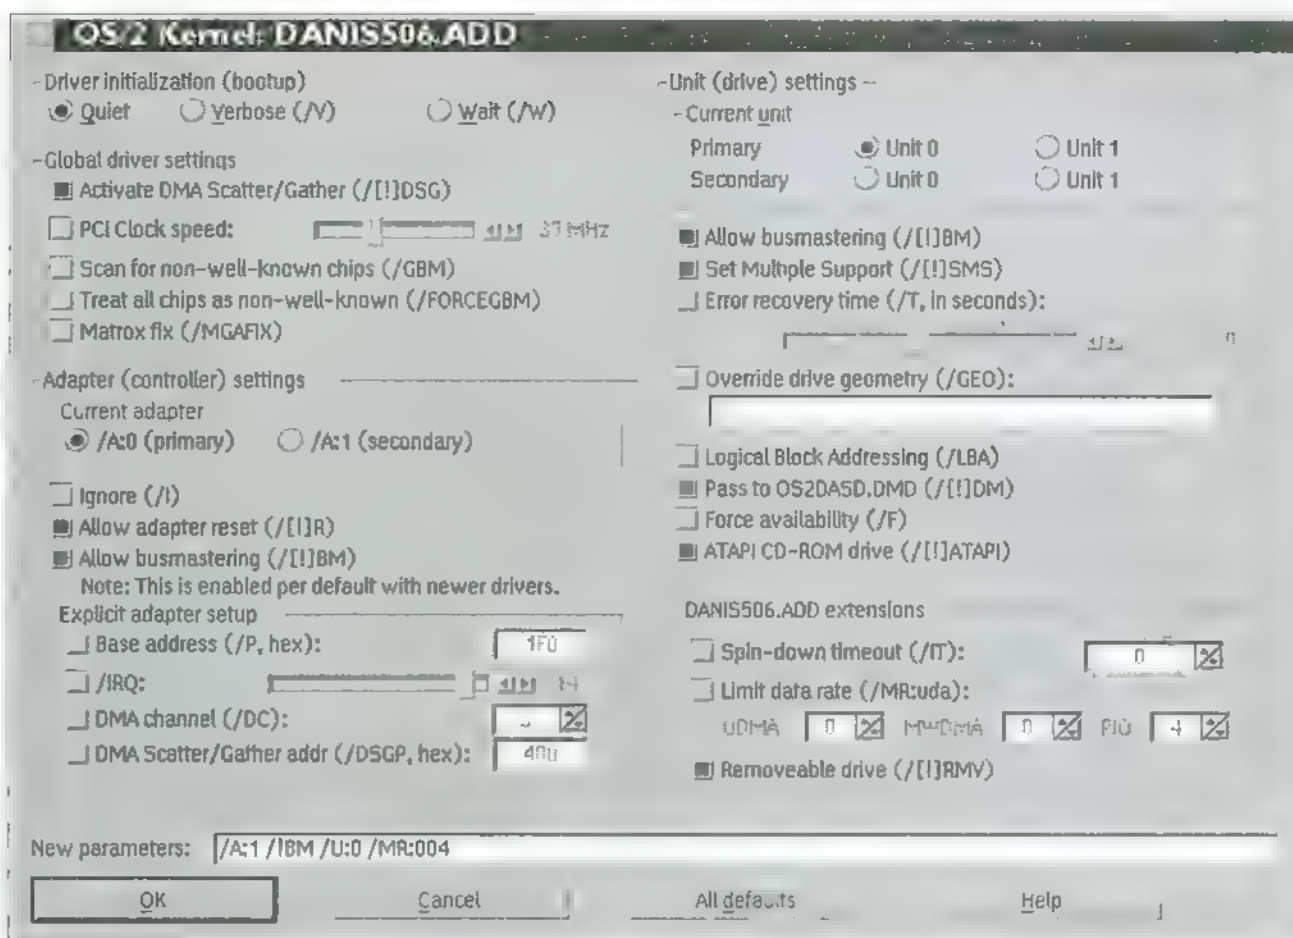 OS/2 Kernel: DANIS506.ADD
Driver initialization (bootup)
Quiet Verbose (/V) Wait (/W)
Global driver settings
Activate DMA Scatter/Gather (/[!]DSG)
PCI Clock speed: MHz
Scan for non-well-known chips (/GBM)
Treat all chips as non-well-known (/FORCEGBM)
Matrox fix (/MGAFIX)
Adapter (controller) settings
Current adapter
/A:0 (primary) /A:1 (secondary)
Ignore (/I)
Allow adapter reset (/[!]R)
Allow busmastering (/[!]BM)
Note: This is enabled per default with newer drivers.
Explicit adapter setup
Base address (/P, hex): 1F0
/IRQ: 14
DMA channel (/DC):
DMA Scatter/Gather addr (/DSGP, hex): 400
Unit (drive) settings
Current unit
Primary Unit 0 Unit 1
Secondary Unit 0 Unit 1
Allow busmastering (/[!]BM)
Set Multiple Support (/[!]SMS)
Error recovery time (/T, in seconds):
0
Override drive geometry (/GEO):
Logical Block Addressing (/LBA)
Pass to OS2DASD.DMD (/[!]DM)
Force availability (/F)
ATAPI CD-ROM drive (/[!]ATAPI)
DANIS506.ADD extensions
Spin-down timeout (/IT): 0
Limit data rate (/MR:uda):
UDMA 0 MWDMA 0 PIO 4
Removeable drive (/[!]RMV)
New parameters: /A:1 /!BM /U:0 /MR:004
OK Cancel All defaults Help